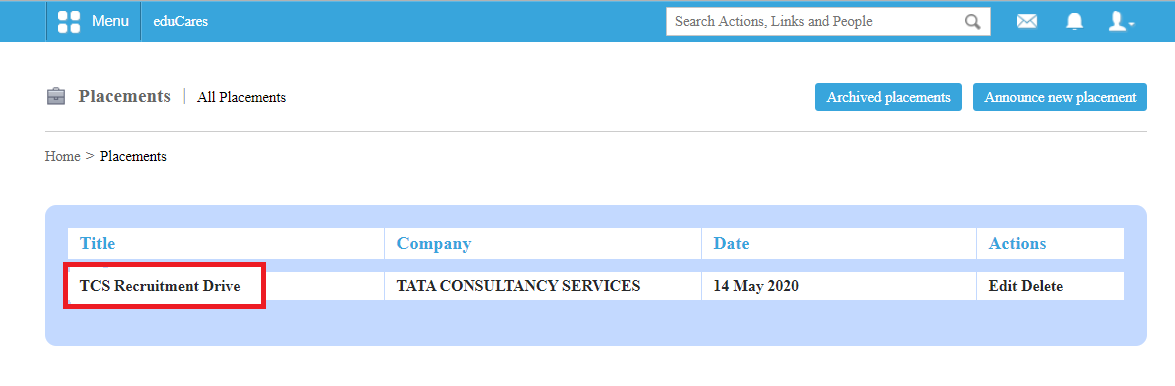 Menu eduCares Search Actions, Links and People
Placements | All Placements Archived placements Announce new placement
Home > Placements
Title Company Date Actions
TCS Recruitment Drive TATA CONSULTANCY SERVICES 14 May 2020 Edit Delete